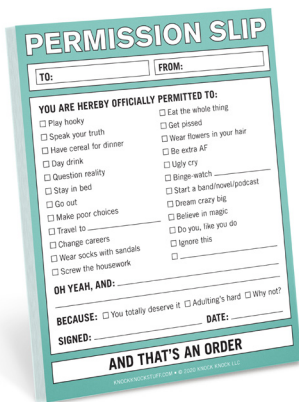 PERMISSION SLIP
TO: FROM:
YOU ARE HEREBY OFFICIALLY PERMITTED TO:
Play hooky
Speak your truth
Have cereal for dinner
Day drink
Question reality
Stay in bed
Go out
Make poor choices
Travel to
Change careers
Wear socks with sandals
Screw the housework
Eat the whole thing
Get pissed
Wear flowers in your hair
Be extra AF
Ugly cry
Binge-watch
Start a band/novel/podcast
Dream crazy big
Believe in magic
Do you, like you do
Ignore this
OH YEAH, AND:
BECAUSE: You totally deserve it Adulting's hard Why not?
SIGNED: DATE:
AND THAT'S AN ORDER
KNOCKKNOCKSTUFF.COM • © 2020 KNOCK KNOCK LLC